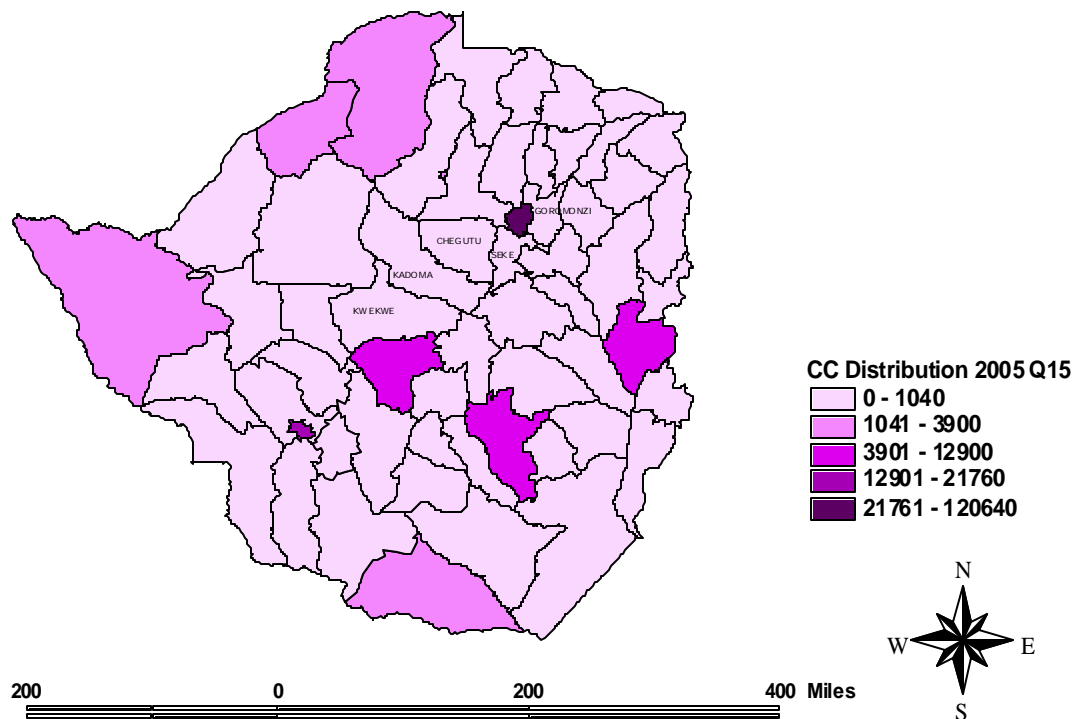 GOROMONZI
CHEGUTU
SEKE
KADOMA
KWEKWE
CC Distribution 2005 Q15
0 - 1040
1041 - 3900
3901 - 12900
12901 - 21760
21761 - 120640
N
W E
S
200 0 200 400 Miles